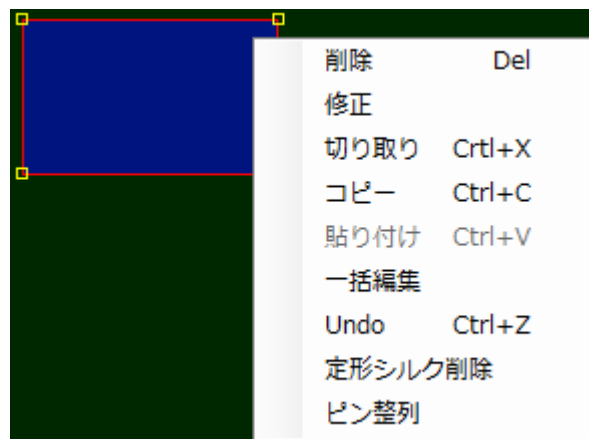 削除 Del
修正
切り取り Crtl+X
コピー Ctrl+C
貼り付け Ctrl+V
一括編集
Undo Ctrl+Z
定形シルク削除
ピン整列